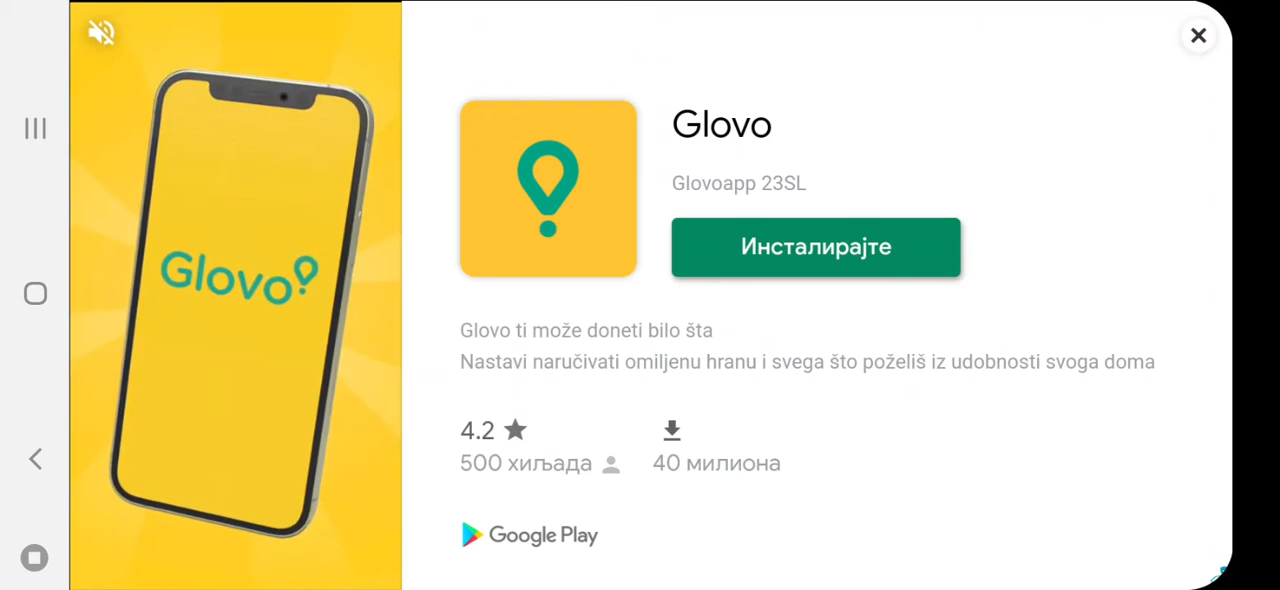 Glovo
Glovo
Glovoapp 23SL
Инсталирајте
Glovo ti može doneti bilo šta
Nastavi naručivati omiljenu hranu i svega što poželiš iz udobnosti svoga doma
4.2
500 хиљада
40 милиона
Google Play